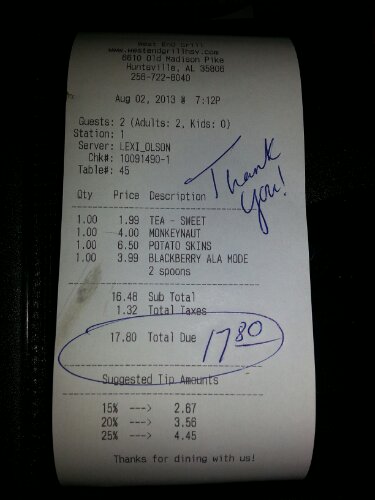 West End Grill
www.westendgrillhsv.com
6610 Old Madison Pike
Huntsville, AL 35806
256-722-8040
Aug 02, 2013 @ 7:12P
Guests: 2 (Adults: 2, Kids: 0)
Station: 1
Server: LEXI_OLSON
Chk#: 10091490-1
Table#: 45
Thank you!
Qty Price Description
1.00 1.99 TEA - SWEET
1.00 4.00 MONKEYNAUT
1.00 6.50 POTATO SKINS
1.00 3.99 BLACKBERRY ALA MODE
2 spoons
16.48 Sub Total
1.32 Total Taxes
17.80 Total Due 17 80
Suggested Tip Amounts
15% ---> 2.67
20% ---> 3.56
25% ---> 4.45
Thanks for dining with us!